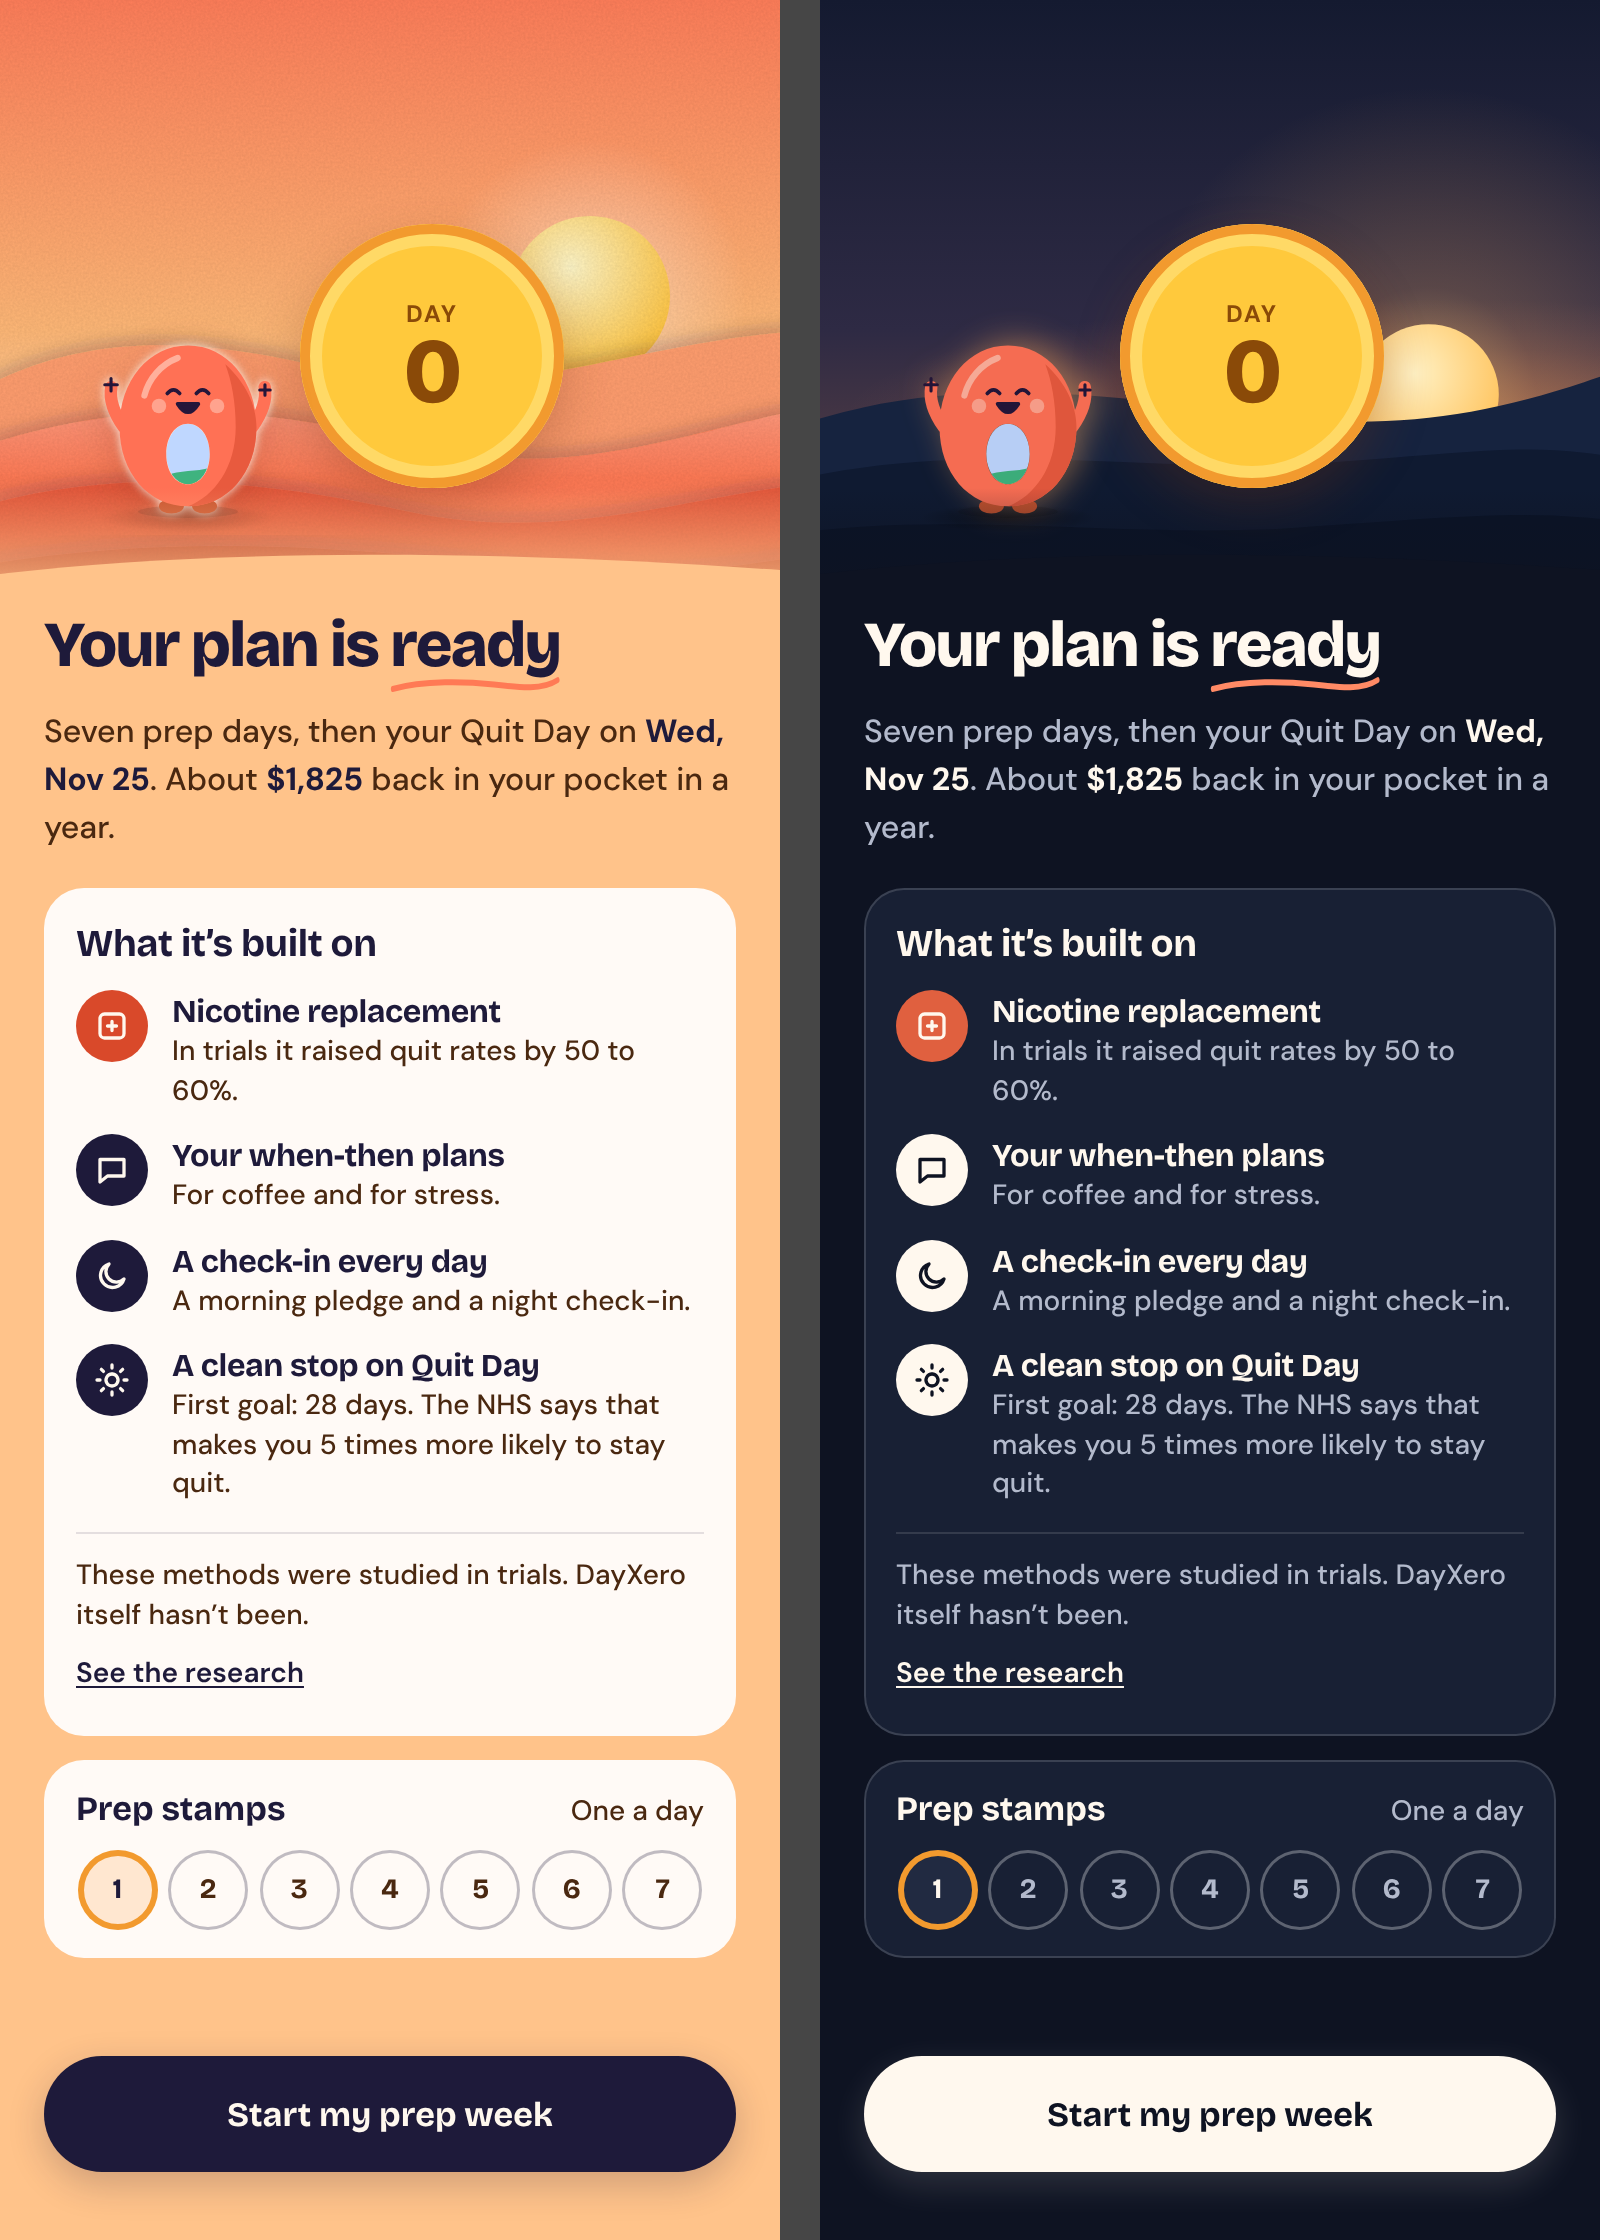 DAY
0
Your plan is ready
Seven prep days, then your Quit Day on Wed,
Nov 25. About $1,825 back in your pocket in a
year.
What it’s built on
Nicotine replacement
In trials it raised quit rates by 50 to
60%.
Your when-then plans
For coffee and for stress.
A check-in every day
A morning pledge and a night check-in.
A clean stop on Quit Day
First goal: 28 days. The NHS says that
makes you 5 times more likely to stay
quit.
These methods were studied in trials. DayXero
itself hasn’t been.
See the research
Prep stamps One a day
1 2 3 4 5 6 7
Start my prep week
DAY
0
Your plan is ready
Seven prep days, then your Quit Day on Wed,
Nov 25. About $1,825 back in your pocket in a
year.
What it’s built on
Nicotine replacement
In trials it raised quit rates by 50 to
60%.
Your when-then plans
For coffee and for stress.
A check-in every day
A morning pledge and a night check-in.
A clean stop on Quit Day
First goal: 28 days. The NHS says that
makes you 5 times more likely to stay
quit.
These methods were studied in trials. DayXero
itself hasn’t been.
See the research
Prep stamps One a day
1 2 3 4 5 6 7
Start my prep week